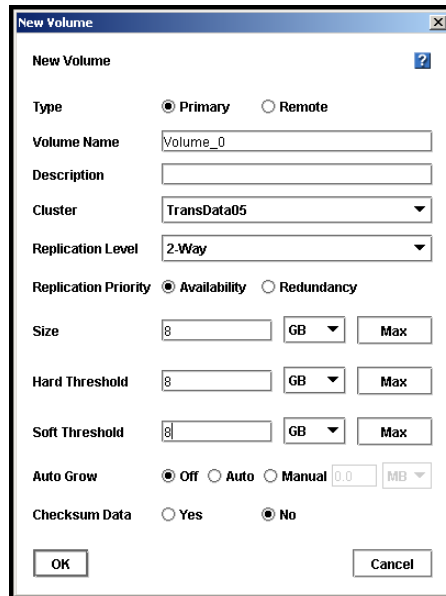 New Volume
New Volume ?
Type Primary Remote
Volume Name Volume_0
Description
Cluster TransData05
Replication Level 2-Way
Replication Priority Availability Redundancy
Size 8 GB Max
Hard Threshold 8 GB Max
Soft Threshold 8 GB Max
Auto Grow Off Auto Manual 0.0 MB
Checksum Data Yes No
OK Cancel